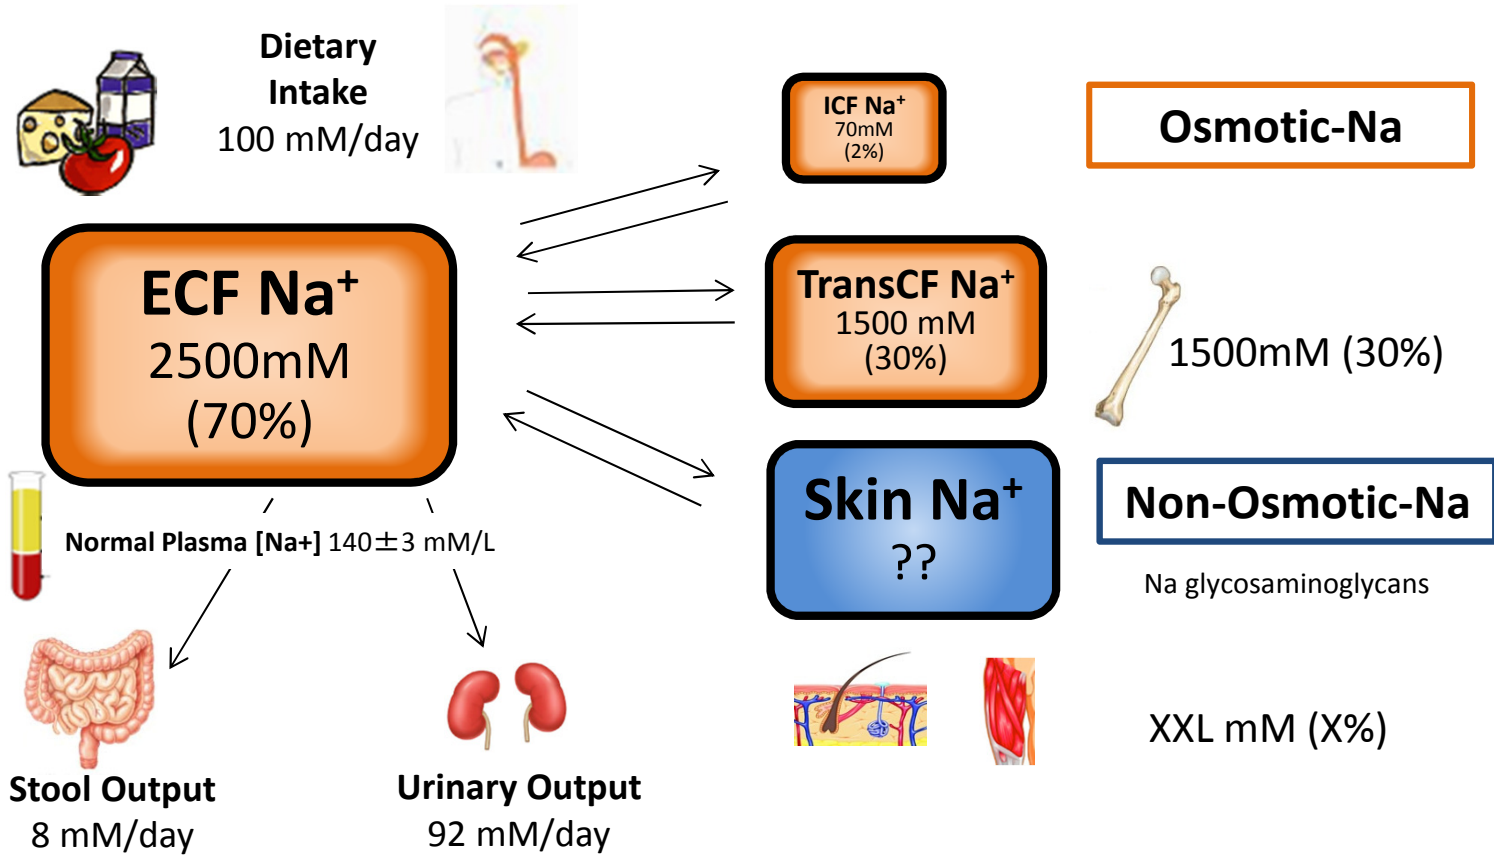 Dietary
Intake
100 mM/day
ICF Na⁺
70mM
(2%)
Osmotic-Na
ECF Na⁺
2500mM
(70%)
TransCF Na⁺
1500 mM
(30%)
1500mM (30%)
Skin Na⁺
??
Non-Osmotic-Na
Na glycosaminoglycans
Normal Plasma [Na+] 140±3 mM/L
XXL mM (X%)
Stool Output
8 mM/day
Urinary Output
92 mM/day